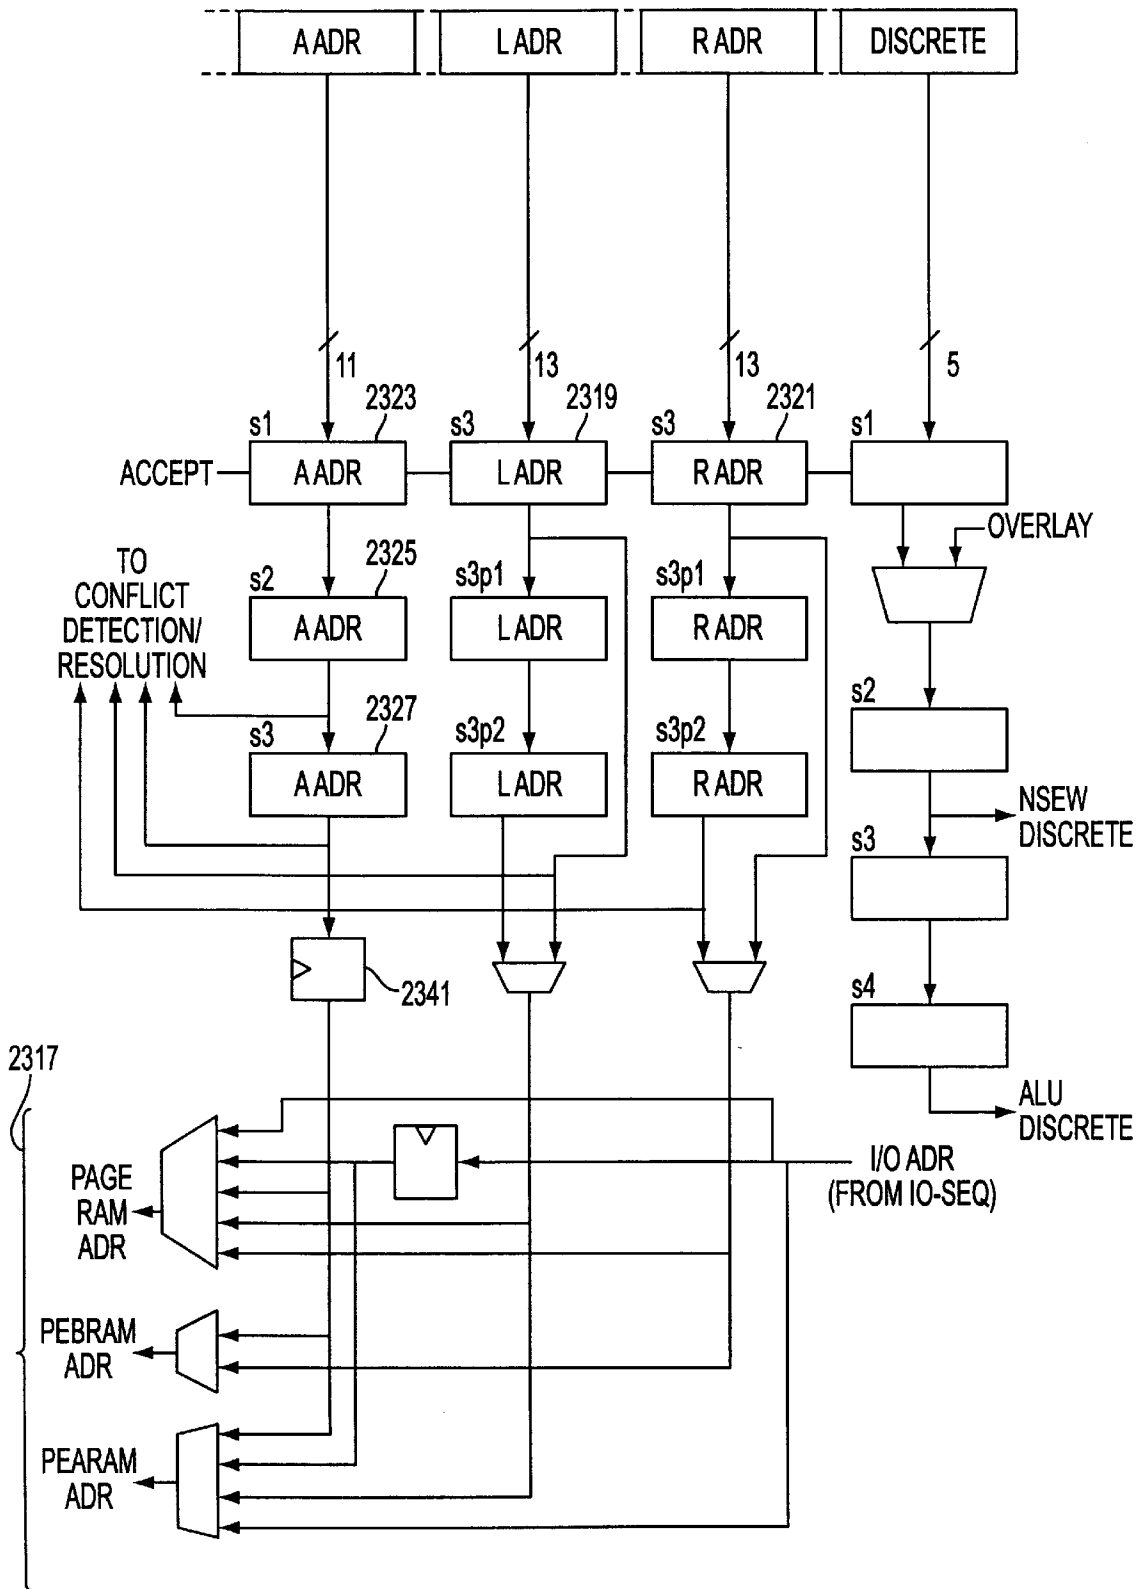 A ADR
L ADR
R ADR
DISCRETE
11
13
13
5
s1
2323
s3
2319
s3
2321
s1
ACCEPT
A ADR
L ADR
R ADR
OVERLAY
TO
CONFLICT
DETECTION/
RESOLUTION
s2
2325
s3p1
s3p1
A ADR
L ADR
R ADR
s2
s3
2327
s3p2
s3p2
A ADR
L ADR
R ADR
NSEW
DISCRETE
s3
2341
s4
2317
ALU
DISCRETE
I/O ADR
(FROM IO-SEQ)
PAGE
RAM
ADR
PEBRAM
ADR
PEARAM
ADR